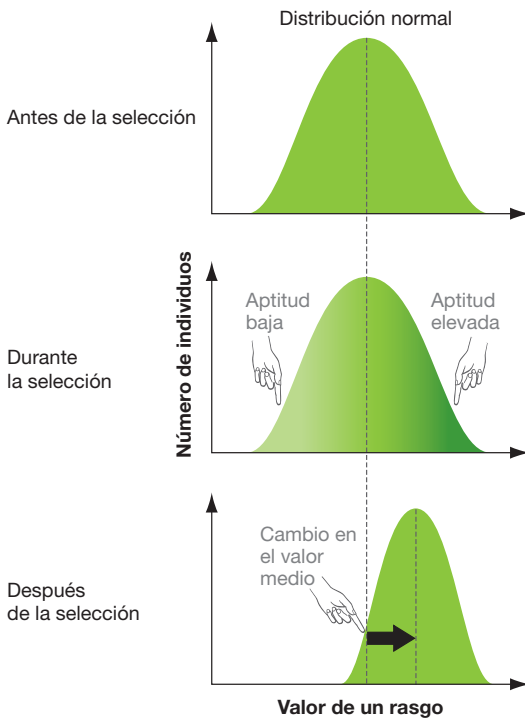 Distribución normal
Antes de la selección
Número de individuos
Aptitud
baja
Aptitud
elevada
Durante
la selección
Cambio en
el valor
medio
Después
de la selección
Valor de un rasgo